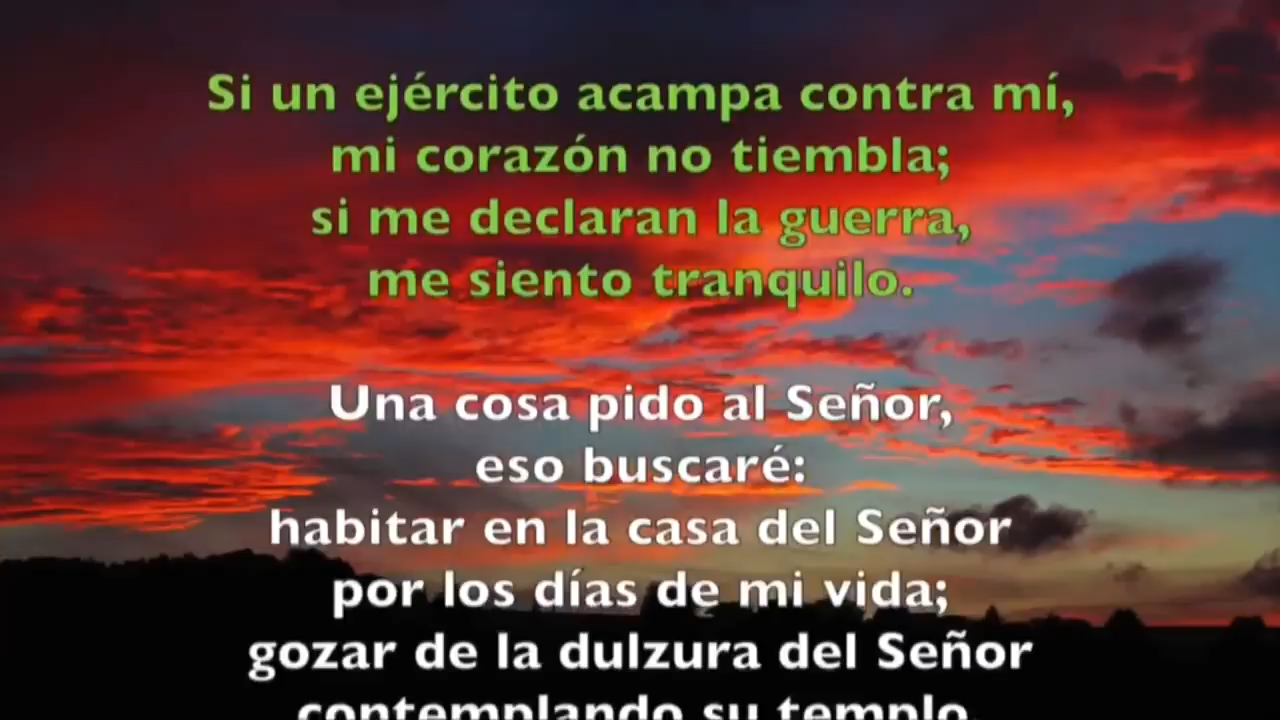 Si un ejército acampa contra mí,
mi corazón no tiembla;
si me declaran la guerra,
me siento tranquilo.
Una cosa pido al Señor,
eso buscaré:
habitar en la casa del Señor
por los días de mi vida;
gozar de la dulzura del Señor
contemplando su templo.